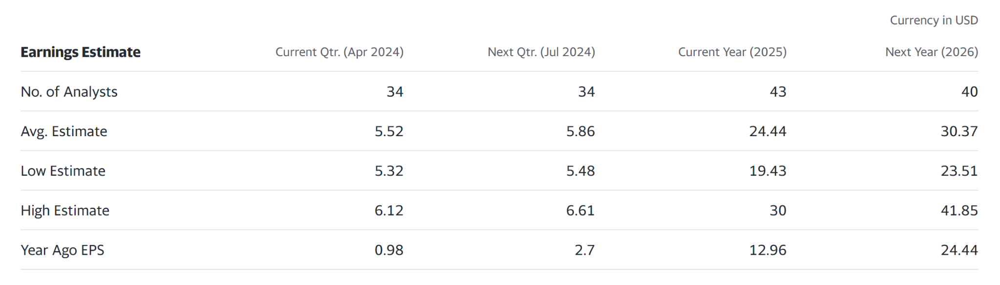 Currency in USD
Earnings Estimate Current Qtr. (Apr 2024) Next Qtr. (Jul 2024) Current Year (2025) Next Year (2026)
No. of Analysts 34 34 43 40
Avg. Estimate 5.52 5.86 24.44 30.37
Low Estimate 5.32 5.48 19.43 23.51
High Estimate 6.12 6.61 30 41.85
Year Ago EPS 0.98 2.7 12.96 24.44